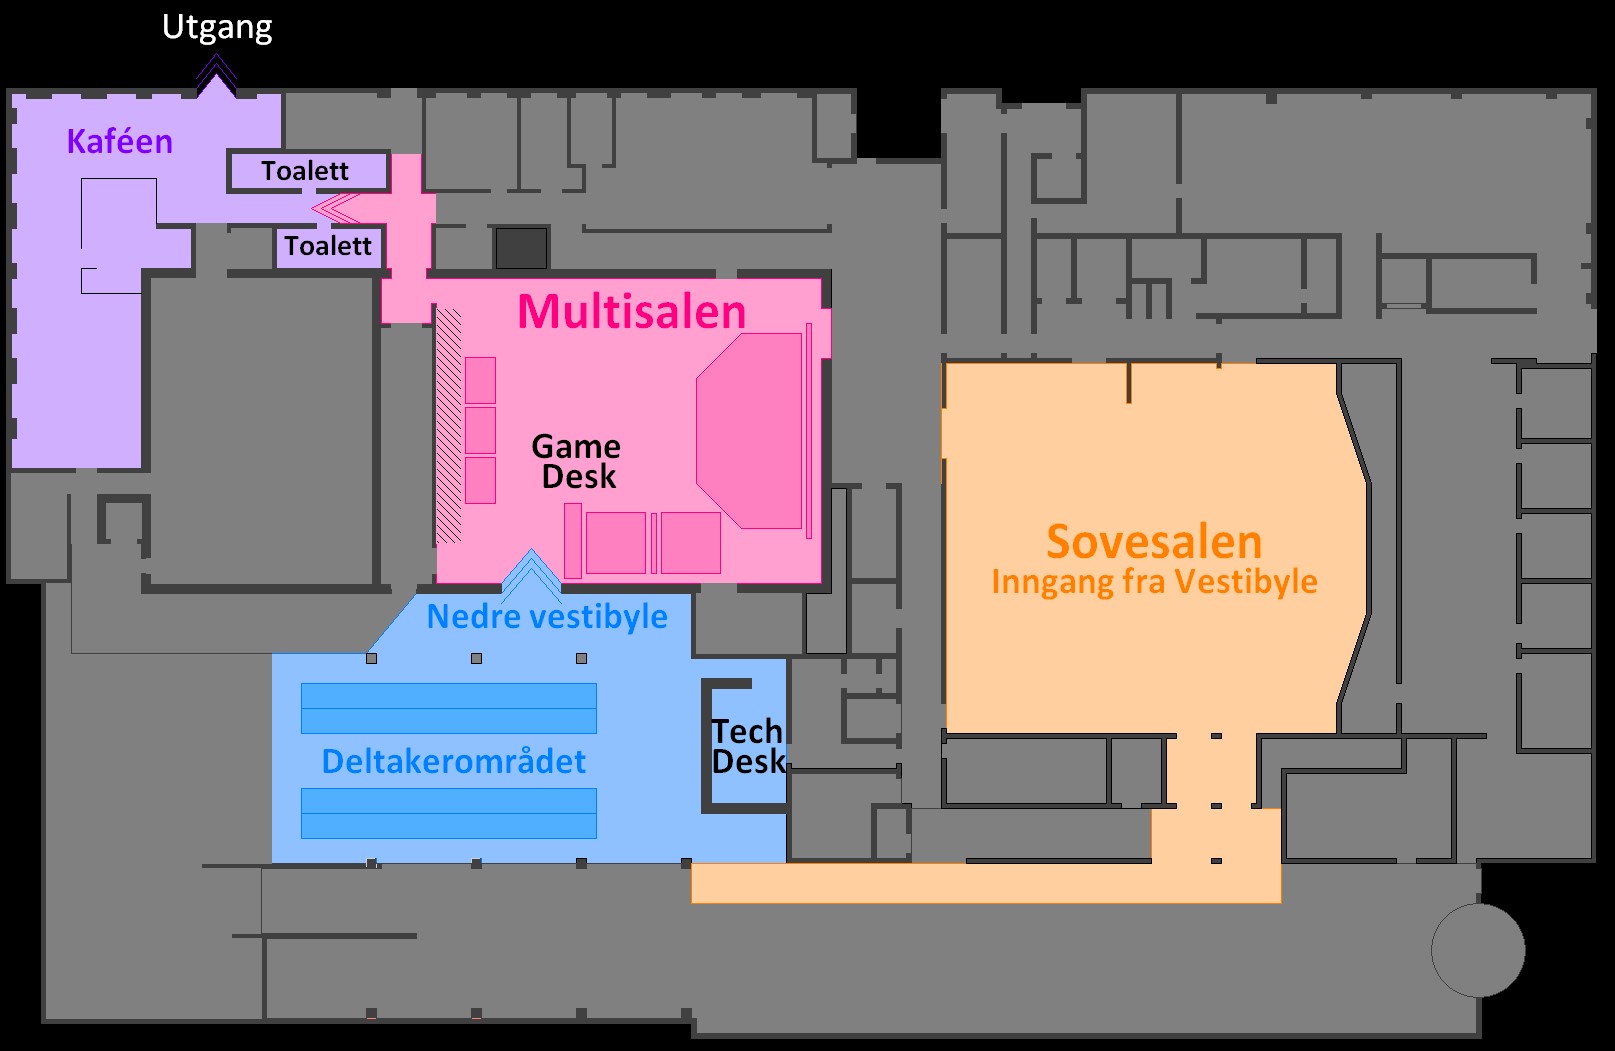 Utgang
Kaféen
Toalett
Toalett
Multisalen
Game
Desk
Nedre vestibyle
Deltakerområdet
Tech
Desk
Sovesalen
Inngang fra Vestibyle